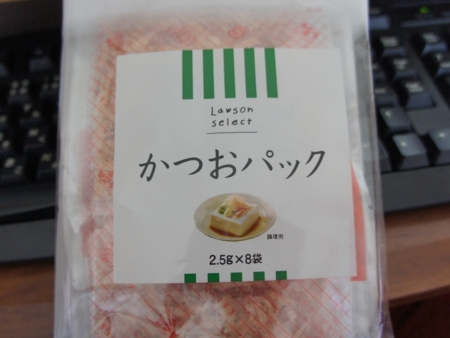 Lawson
select
かつおパック
調理例
2.5g×8袋